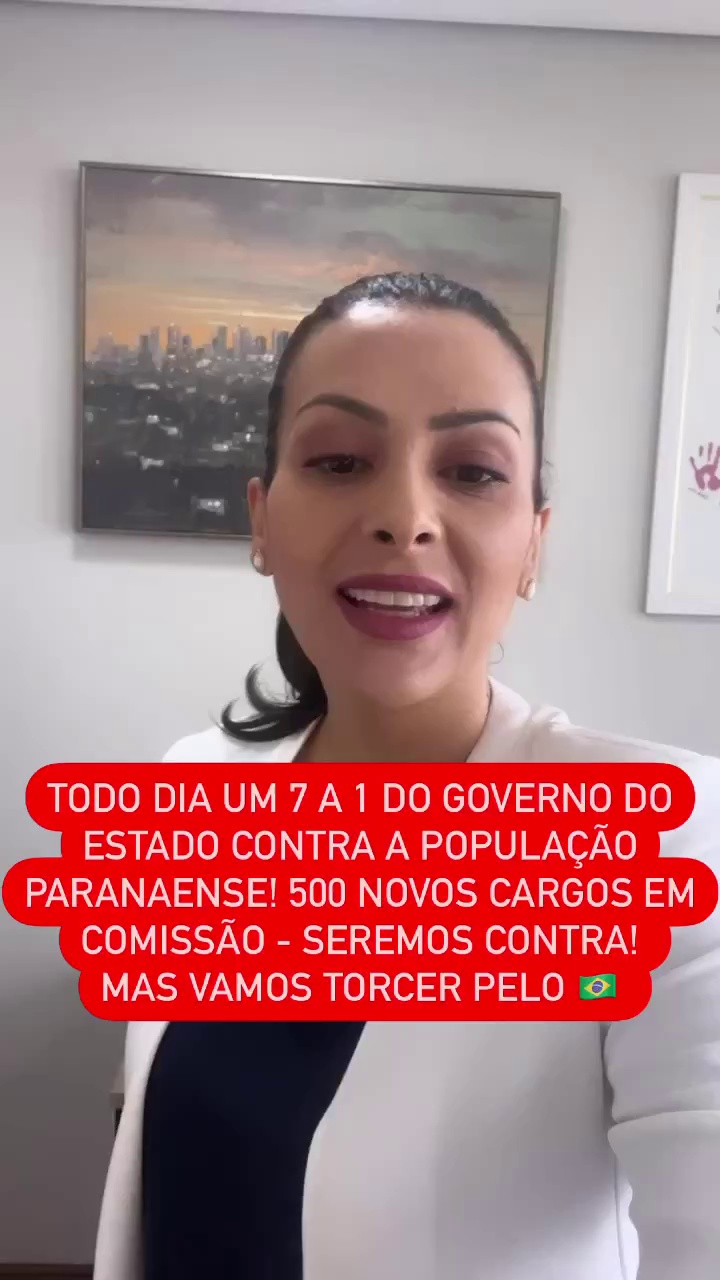 TODO DIA UM 7 A 1 DO GOVERNO DO
ESTADO CONTRA A POPULAÇÃO
PARANAENSE! 500 NOVOS CARGOS EM
COMISSÃO - SEREMOS CONTRA!
MAS VAMOS TORCER PELO 🇧🇷